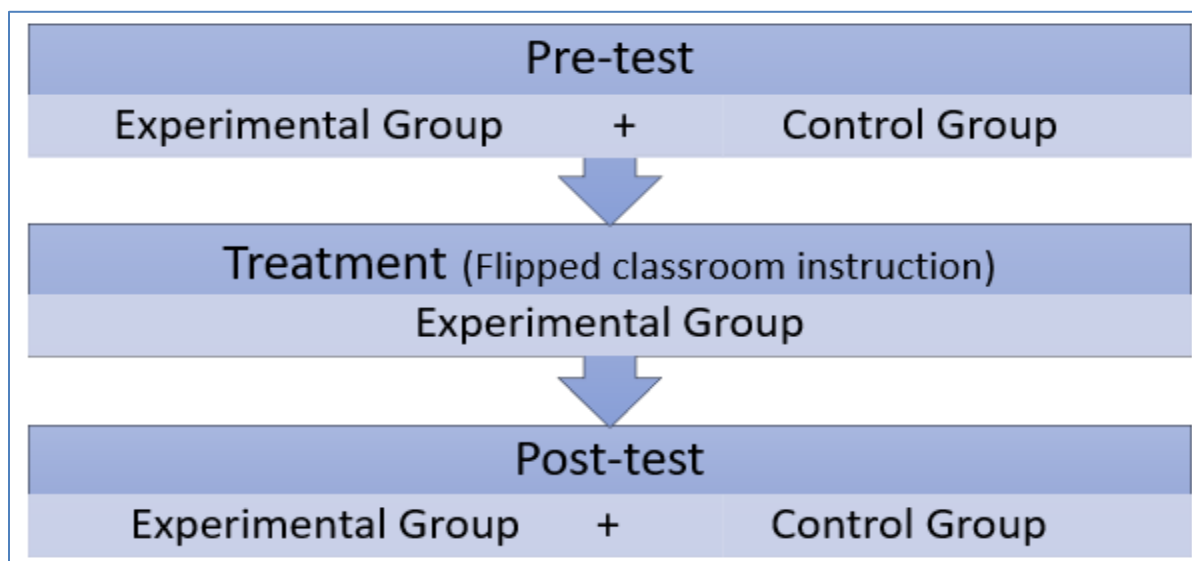 Pre-test
Experimental Group + Control Group
Treatment (Flipped classroom instruction)
Experimental Group
Post-test
Experimental Group + Control Group